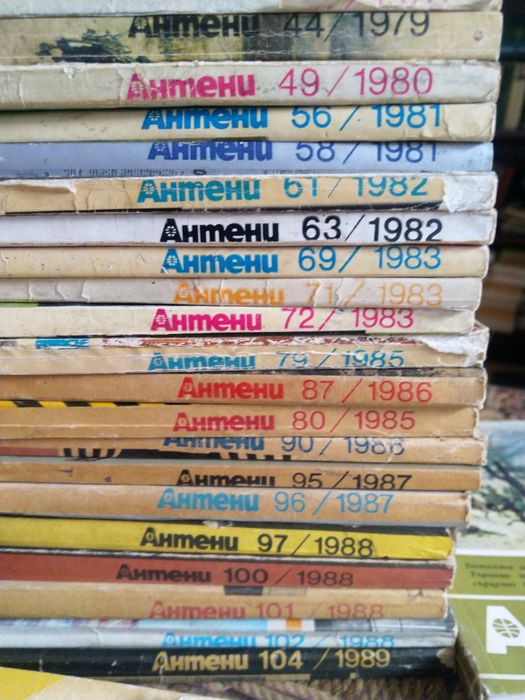 Антени 44/1979
Антени 49/1980
Антени 56/1981
Антени 58/1981
Антени 61/1982
Антени 63/1982
Антени 69/1983
Антени 71/1983
Антени 72/1983
Антени 79/1985
Антени 87/1986
Антени 80/1985
Антени 90/1986
Антени 95/1987
Антени 96/1987
Антени 97/1988
Антени 100/1988
Антени 101/1988
Антени 102/1988
Антени 104/1989